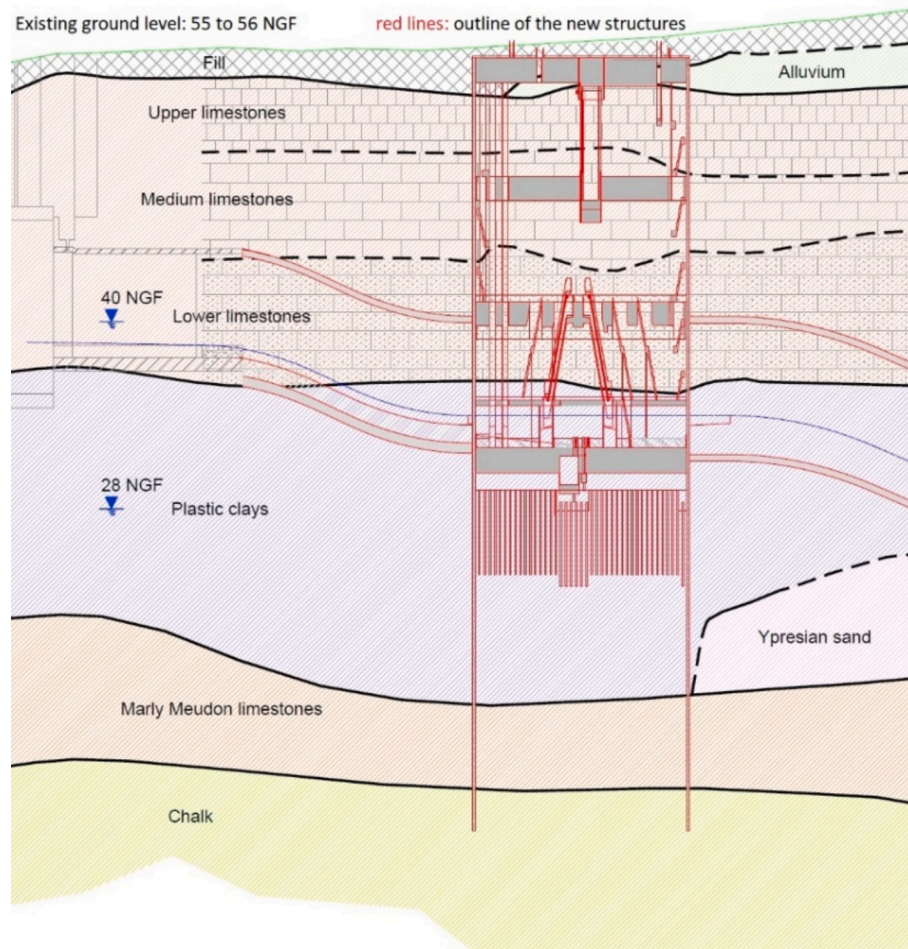 Existing ground level: 55 to 56 NGF
red lines: outline of the new structures
Fill
Alluvium
Upper limestones
Medium limestones
40 NGF
Lower limestones
28 NGF
Plastic clays
Ypresian sand
Marly Meudon limestones
Chalk